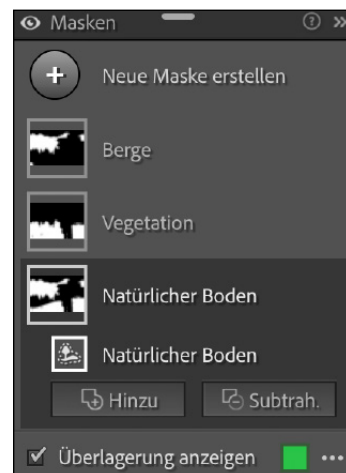 Masken
Neue Maske erstellen
Berge
Vegetation
Natürlicher Boden
Natürlicher Boden
Hinzu Subtrah.
Überlagerung anzeigen